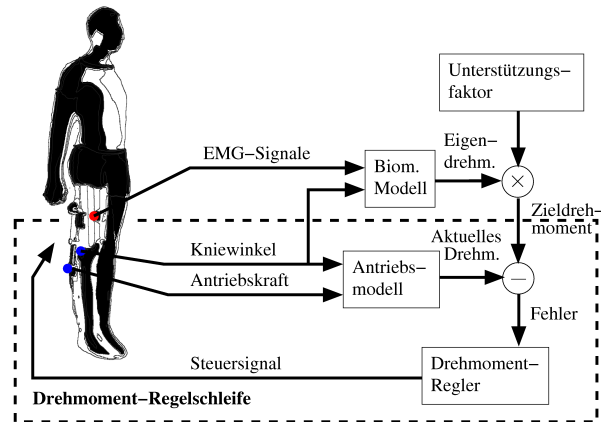 Unterstützungs−
faktor
EMG−Signale
Eigen−
drehm.
Biom.
Modell
×
Zieldreh−
moment
Kniewinkel
Aktuelles
Drehm.
Antriebskraft
Antriebs−
modell
−
Fehler
Steuersignal
Drehmoment−
Regler
Drehmoment−Regelschleife